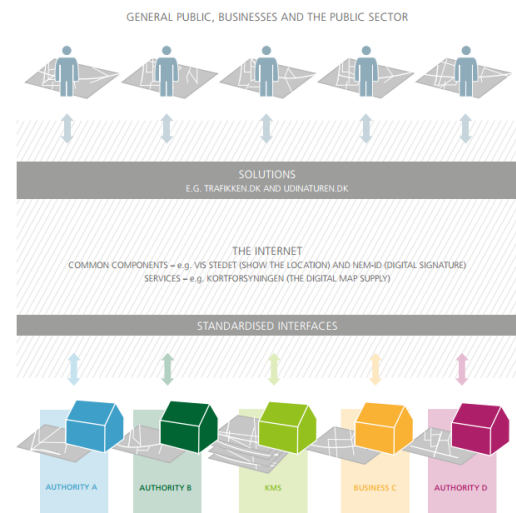 GENERAL PUBLIC, BUSINESSES AND THE PUBLIC SECTOR
SOLUTIONS
E.G. TRAFIKKEN.DK AND UDINATUREN.DK
THE INTERNET
COMMON COMPONENTS – e.g. VIS STEDET (SHOW THE LOCATION) AND NEM-ID (DIGITAL SIGNATURE)
SERVICES – e.g. KORTFORSYNINGEN (THE DIGITAL MAP SUPPLY)
STANDARDISED INTERFACES
AUTHORITY A
AUTHORITY B
KMS
BUSINESS C
AUTHORITY D